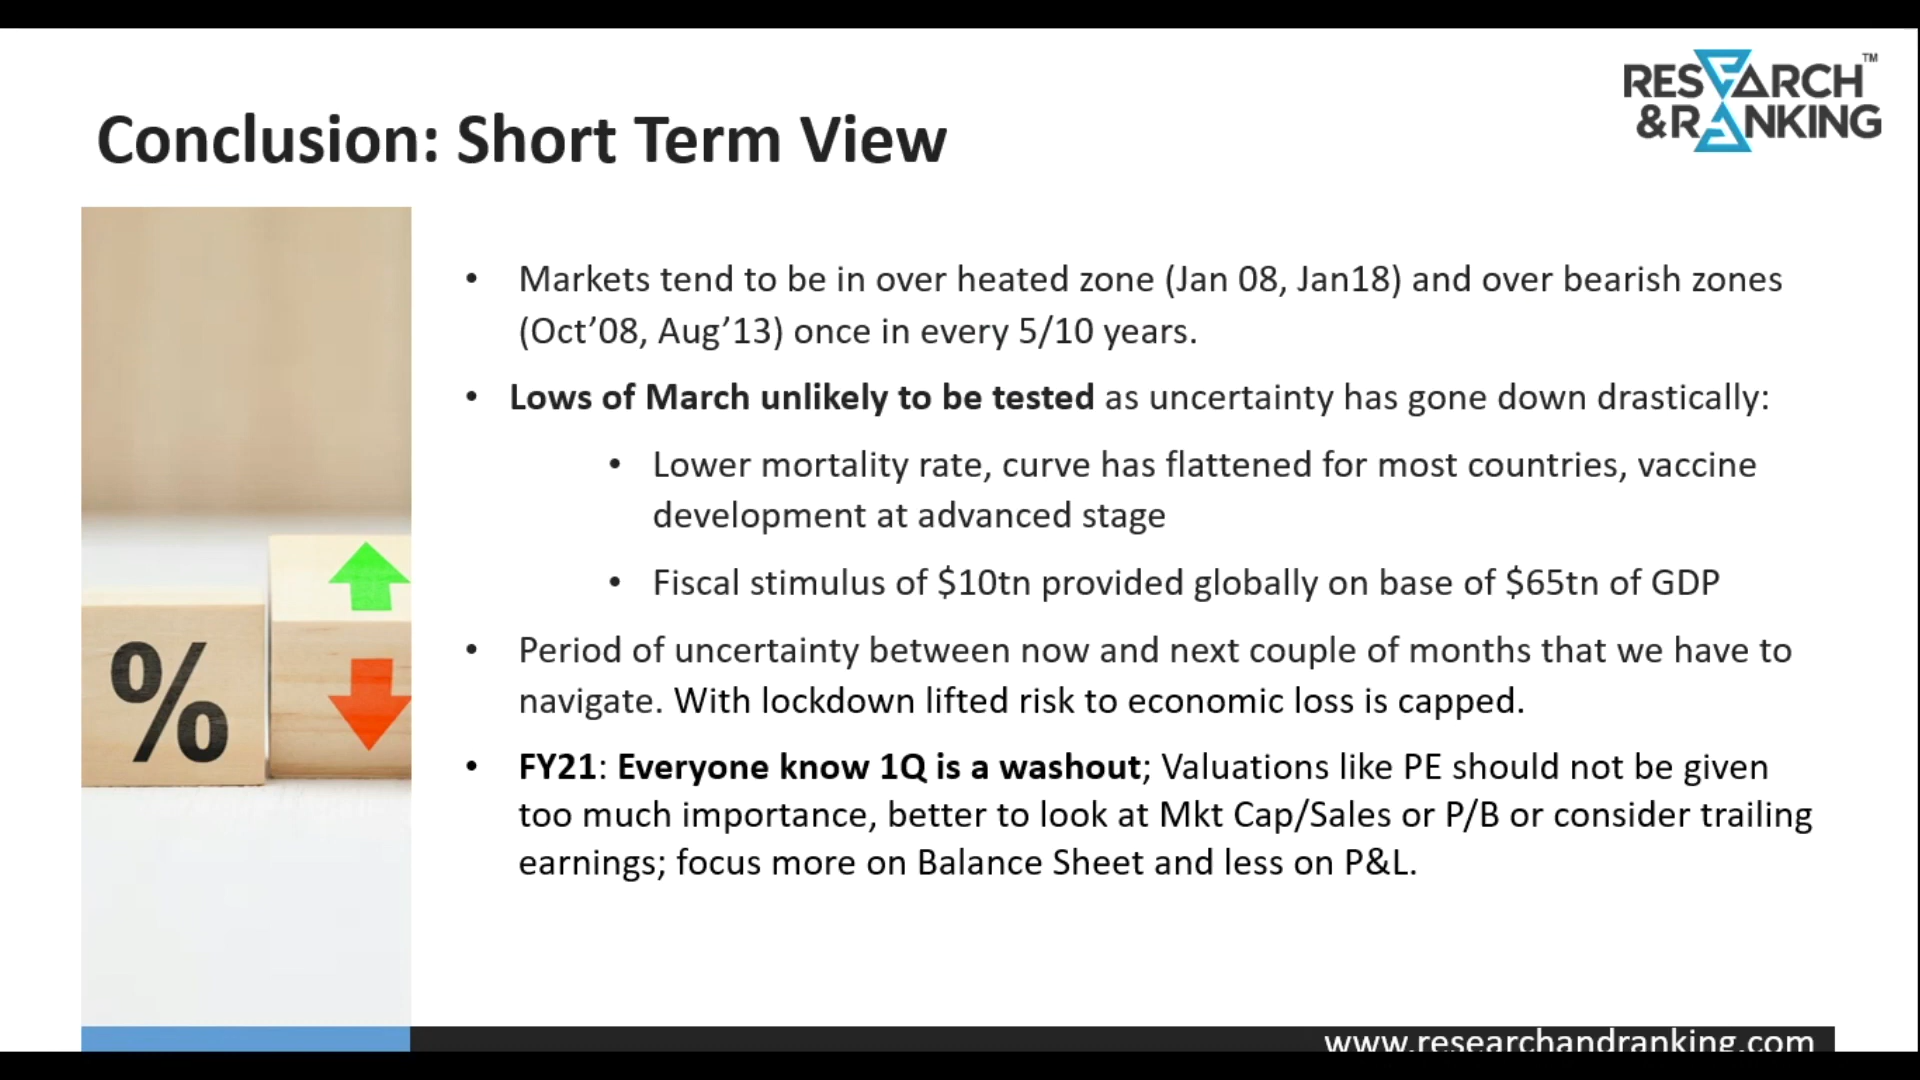 RESEARCH™
&RANKING
Conclusion: Short Term View
• Markets tend to be in over heated zone (Jan 08, Jan18) and over bearish zones
(Oct’08, Aug’13) once in every 5/10 years.
• Lows of March unlikely to be tested as uncertainty has gone down drastically:
• Lower mortality rate, curve has flattened for most countries, vaccine
development at advanced stage
• Fiscal stimulus of $10tn provided globally on base of $65tn of GDP
• Period of uncertainty between now and next couple of months that we have to
navigate. With lockdown lifted risk to economic loss is capped.
• FY21: Everyone know 1Q is a washout; Valuations like PE should not be given
too much importance, better to look at Mkt Cap/Sales or P/B or consider trailing
earnings; focus more on Balance Sheet and less on P&L.
%
www.researchandranking.com